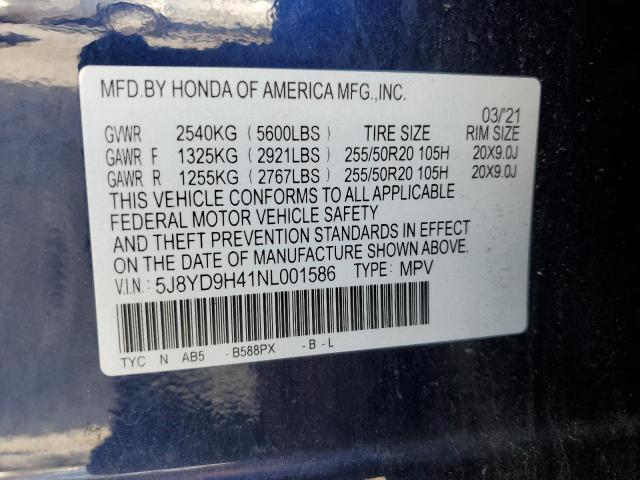 MFD.BY HONDA OF AMERICA MFG.,INC.
03/'21
GVWR 2540KG (5600LBS) TIRE SIZE RIM SIZE
GAWR F 1325KG (2921LBS) 255/50R20 105H 20X9.0J
GAWR R 1255KG (2767LBS) 255/50R20 105H 20X9.0J
THIS VEHICLE CONFORMS TO ALL APPLICABLE
FEDERAL MOTOR VEHICLE SAFETY
AND THEFT PREVENTION STANDARDS IN EFFECT
ON THE DATE OF MANUFACTURE SHOWN ABOVE.
V.I.N: 5J8YD9H41NL001586 TYPE: MPV
TYC N AB5 -B588PX -B-L